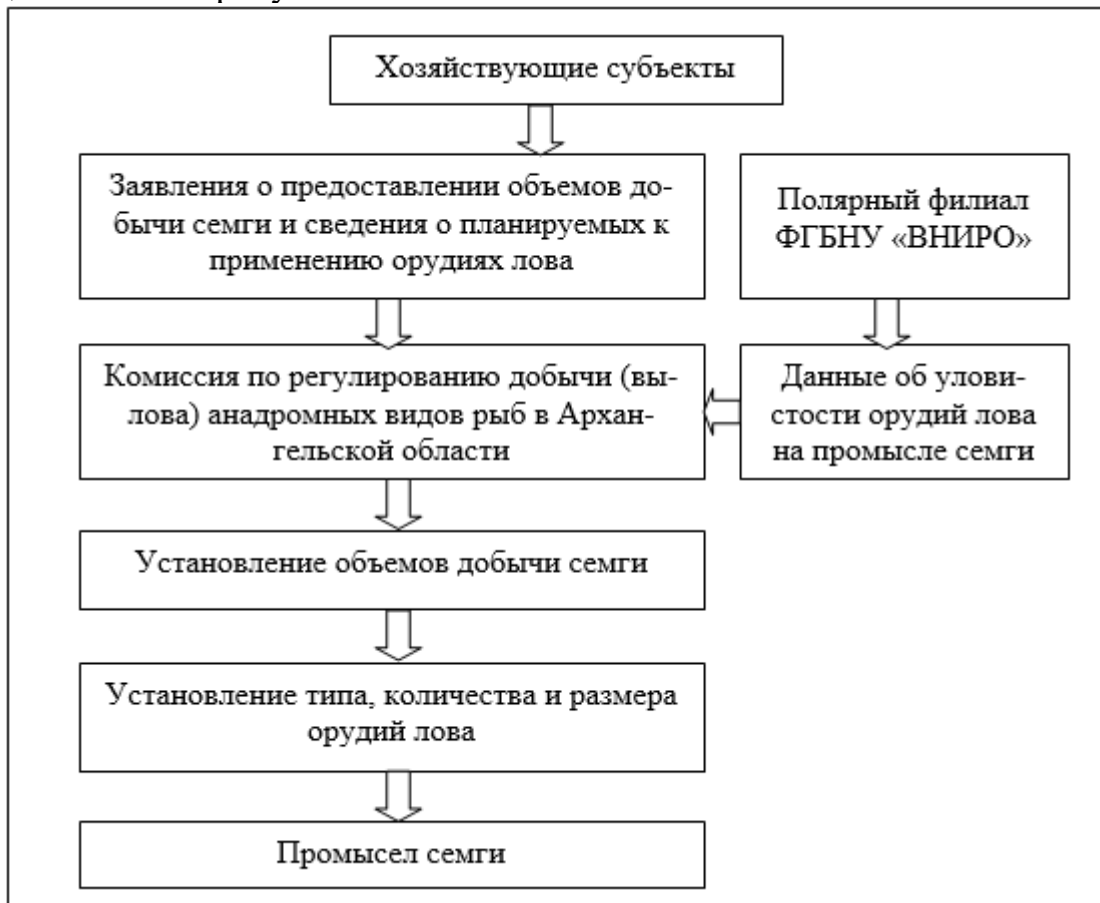 Хозяйствующие субъекты
Заявления о предоставлении объемов до-
бычи семги и сведения о планируемых к
применению орудиях лова
Полярный филиал
ФГБНУ «ВНИРО»
Комиссия по регулированию добычи (вы-
лова) анадромных видов рыб в Архан-
гельской области
Данные об улови-
стости орудий лова
на промысле семги
Установление объемов добычи семги
Установление типа, количества и размера
орудий лова
Промысел семги